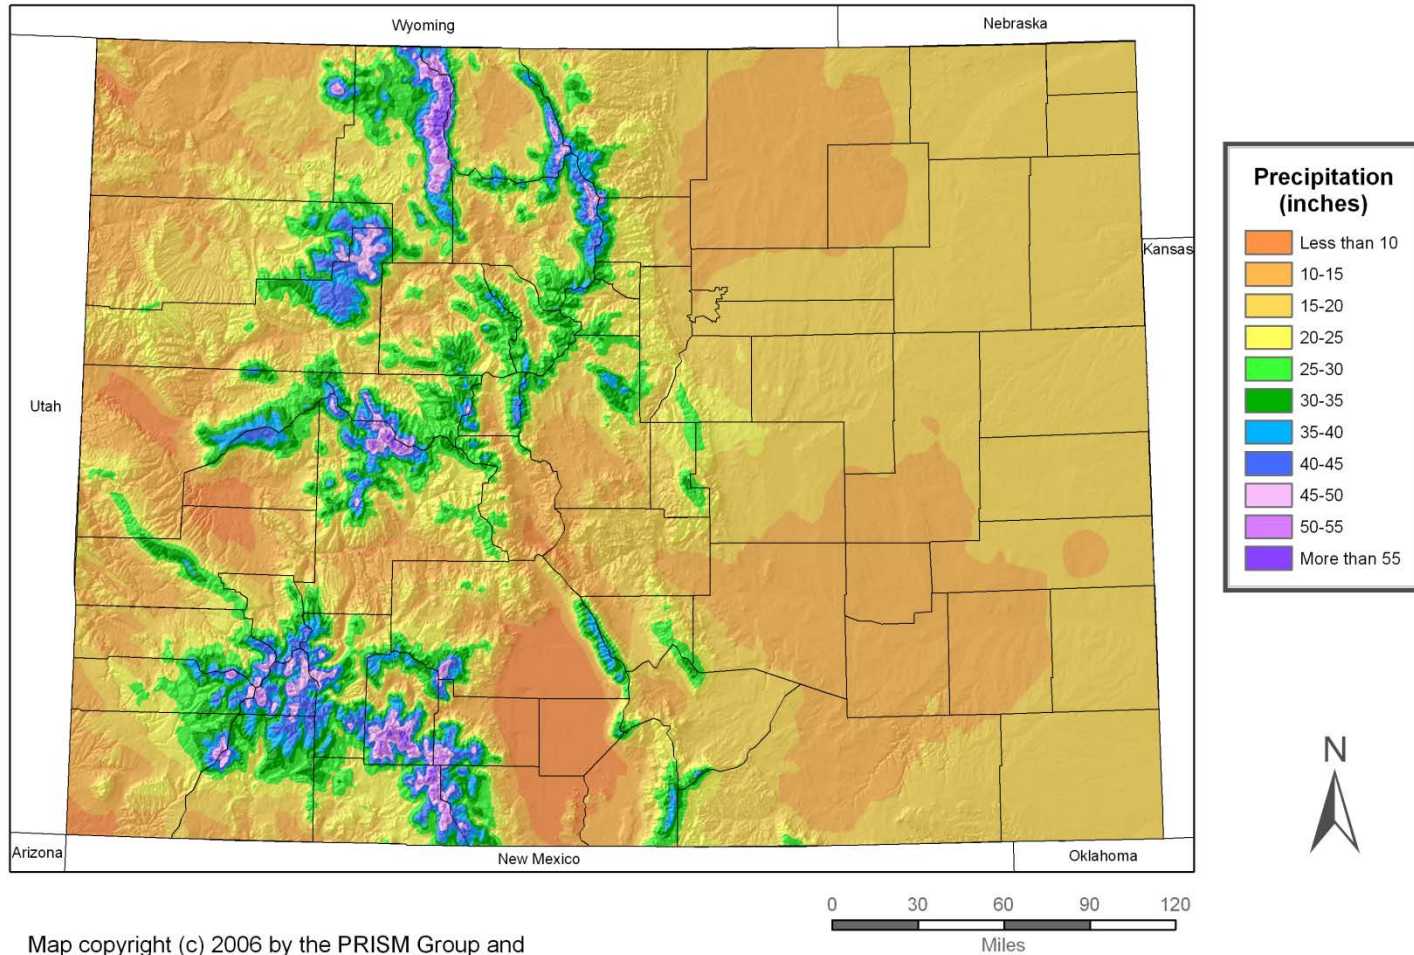 Wyoming
Nebraska
Kansas
Utah
Arizona
New Mexico
Oklahoma
Precipitation
(inches)
Less than 10
10-15
15-20
20-25
25-30
30-35
35-40
40-45
45-50
50-55
More than 55
N
0 30 60 90 120
Miles
Map copyright (c) 2006 by the PRISM Group and